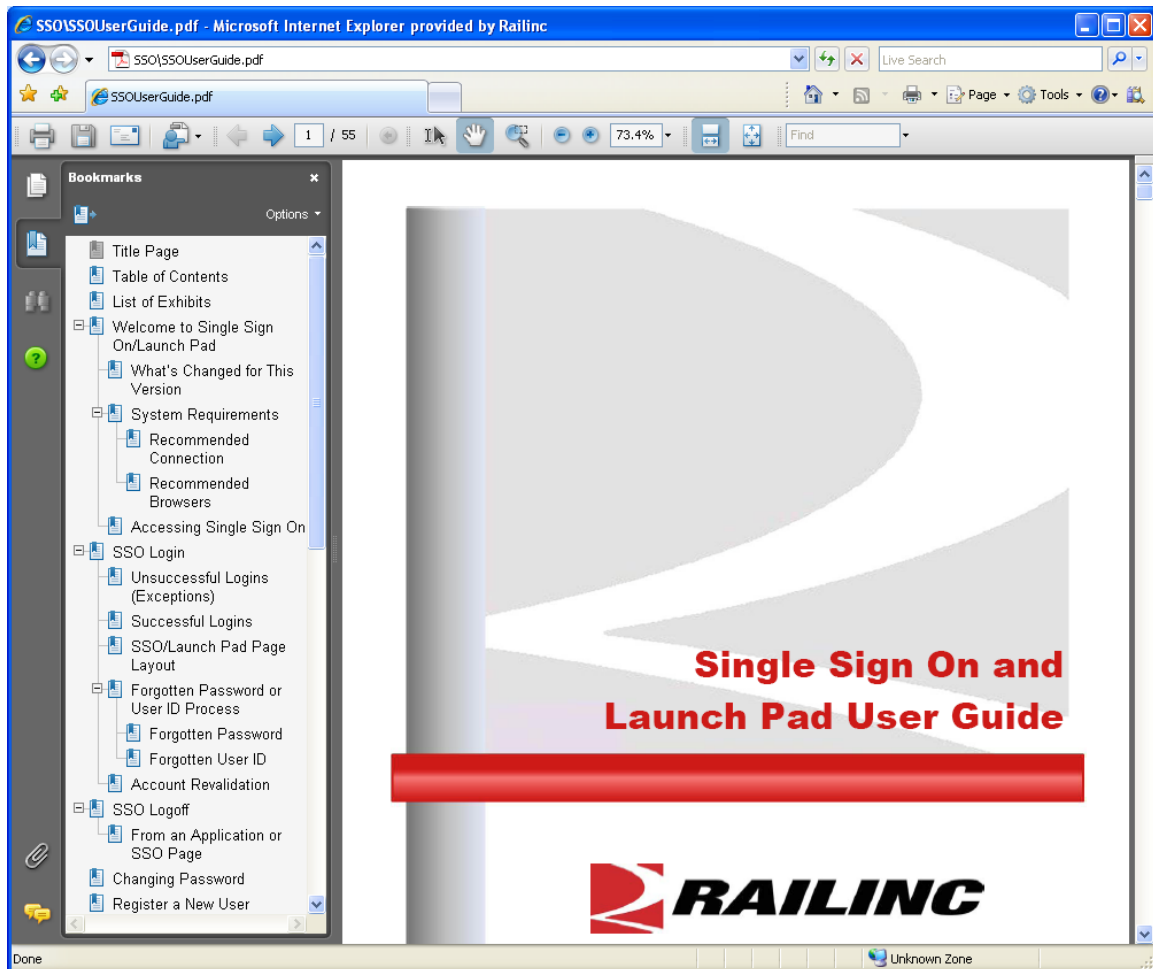 SSO\SSOUserGuide.pdf - Microsoft Internet Explorer provided by Railinc
SSO\SSOUserGuide.pdf
Live Search
SSOUserGuide.pdf
Page
Tools
1 / 55
73.4%
Find
Bookmarks
Options
Title Page
Table of Contents
List of Exhibits
Welcome to Single Sign
On/Launch Pad
What's Changed for This
Version
System Requirements
Recommended
Connection
Recommended
Browsers
Accessing Single Sign On
SSO Login
Unsuccessful Logins
(Exceptions)
Successful Logins
SSO/Launch Pad Page
Layout
Forgotten Password or
User ID Process
Forgotten Password
Forgotten User ID
Account Revalidation
SSO Logoff
From an Application or
SSO Page
Changing Password
Register a New User
Single Sign On and
Launch Pad User Guide
RAILINC
Done
Unknown Zone